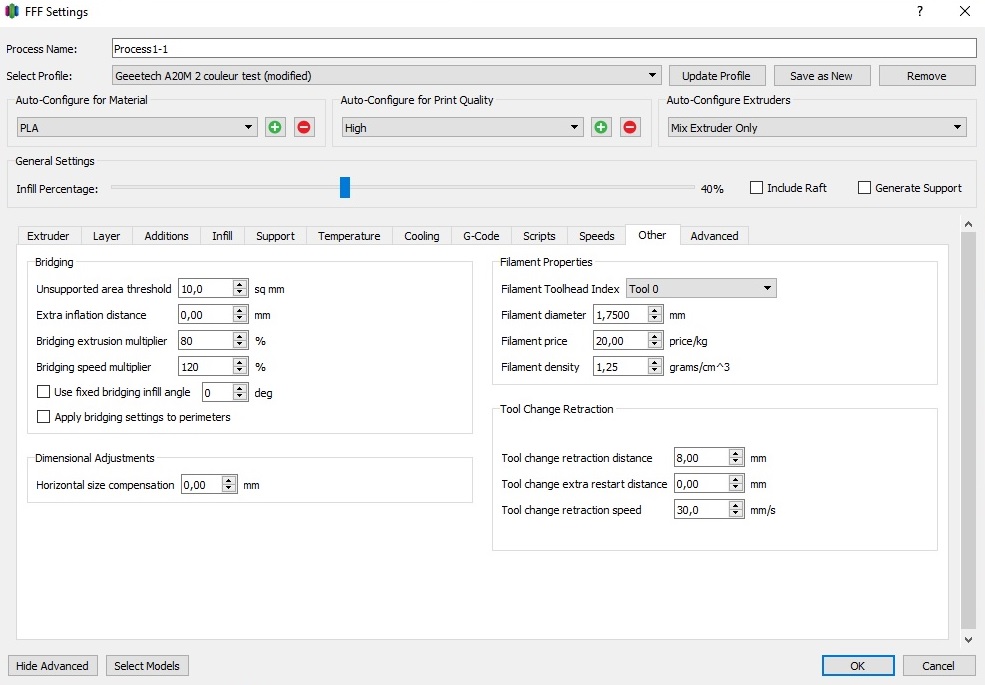 FFF Settings
Process Name: Process1-1
Select Profile: Geeetech A20M 2 couleur test (modified) Update Profile Save as New Remove
Auto-Configure for Material Auto-Configure for Print Quality Auto-Configure Extruders
PLA High Mix Extruder Only
General Settings
Infill Percentage: 40% Include Raft Generate Support
Extruder Layer Additions Infill Support Temperature Cooling G-Code Scripts Speeds Other Advanced
Bridging
Unsupported area threshold 10,0 sq mm
Extra inflation distance 0,00 mm
Bridging extrusion multiplier 80 %
Bridging speed multiplier 120 %
Use fixed bridging infill angle 0 deg
Apply bridging settings to perimeters
Dimensional Adjustments
Horizontal size compensation 0,00 mm
Filament Properties
Filament Toolhead Index Tool 0
Filament diameter 1,7500 mm
Filament price 20,00 price/kg
Filament density 1,25 grams/cm^3
Tool Change Retraction
Tool change retraction distance 8,00 mm
Tool change extra restart distance 0,00 mm
Tool change retraction speed 30,0 mm/s
Hide Advanced Select Models OK Cancel